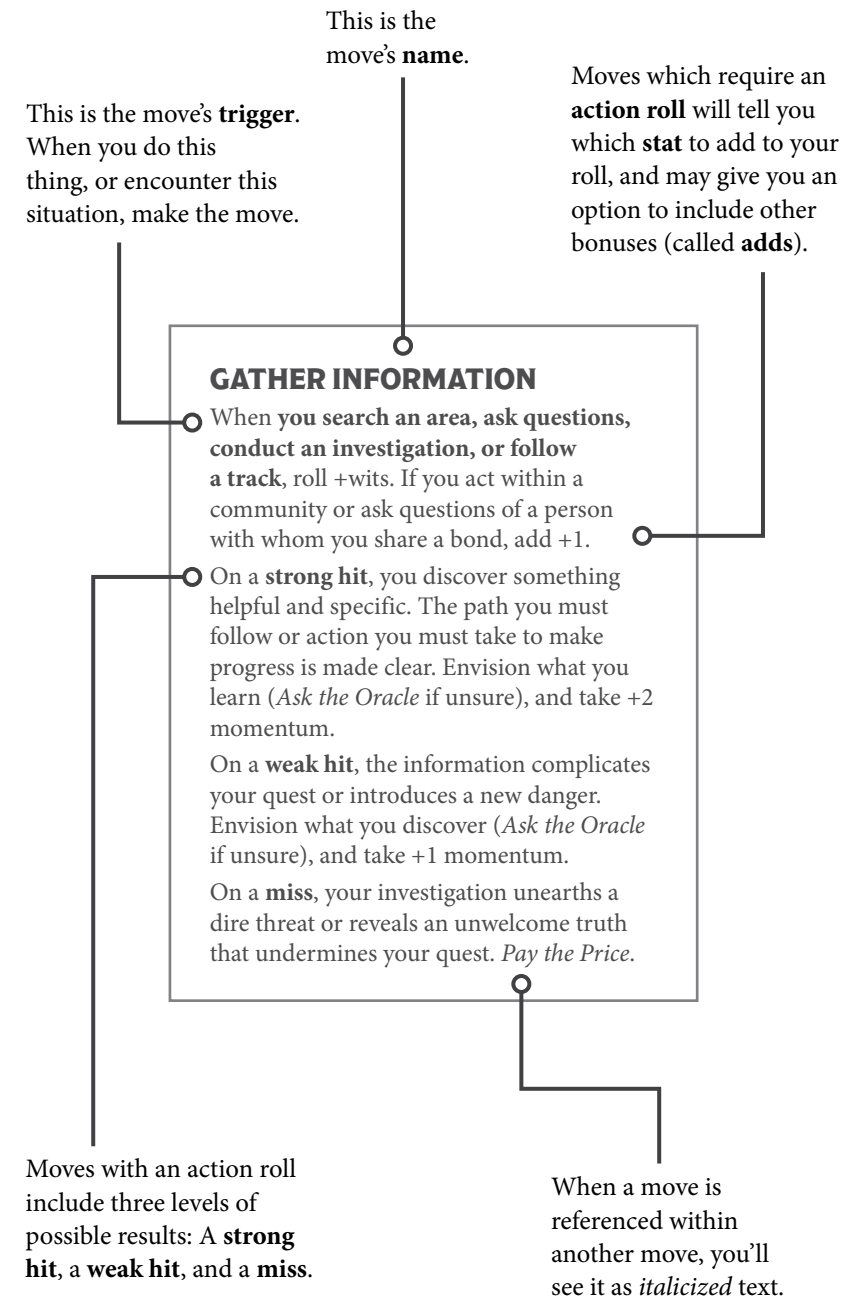 This is the
move’s name.
Moves which require an
action roll will tell you
which stat to add to your
roll, and may give you an
option to include other
bonuses (called adds).
This is the move’s trigger.
When you do this
thing, or encounter this
situation, make the move.
GATHER INFORMATION
When you search an area, ask questions,
conduct an investigation, or follow
a track, roll +wits. If you act within a
community or ask questions of a person
with whom you share a bond, add +1.
On a strong hit, you discover something
helpful and specific. The path you must
follow or action you must take to make
progress is made clear. Envision what you
learn (Ask the Oracle if unsure), and take +2
momentum.
On a weak hit, the information complicates
your quest or introduces a new danger.
Envision what you discover (Ask the Oracle
if unsure), and take +1 momentum.
On a miss, your investigation unearths a
dire threat or reveals an unwelcome truth
that undermines your quest. Pay the Price.
Moves with an action roll
include three levels of
possible results: A strong
hit, a weak hit, and a miss.
When a move is
referenced within
another move, you’ll
see it as italicized text.